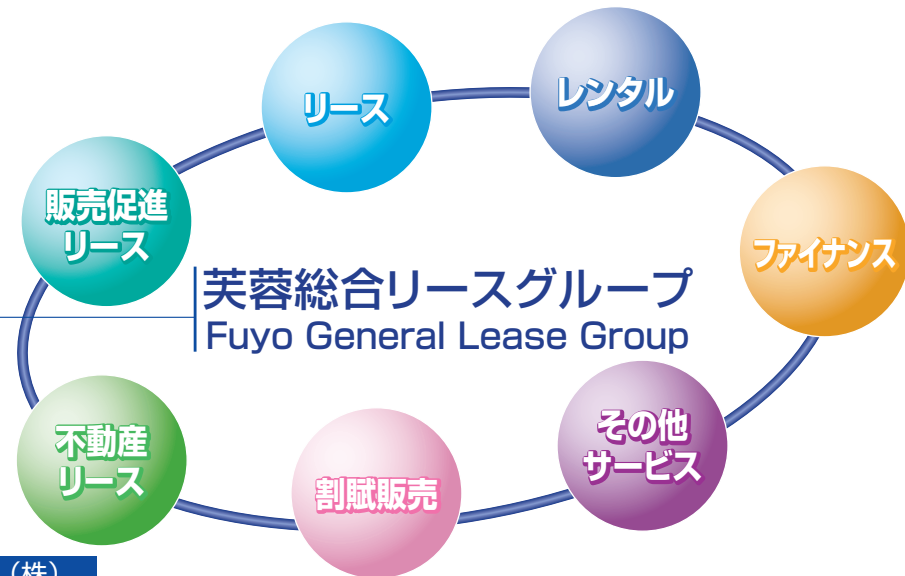 リース
レンタル
販売促進
リース
ファイナンス
芙蓉総合リースグループ
Fuyo General Lease Group
その他
サービス
不動産
リース
割賦販売
(株)